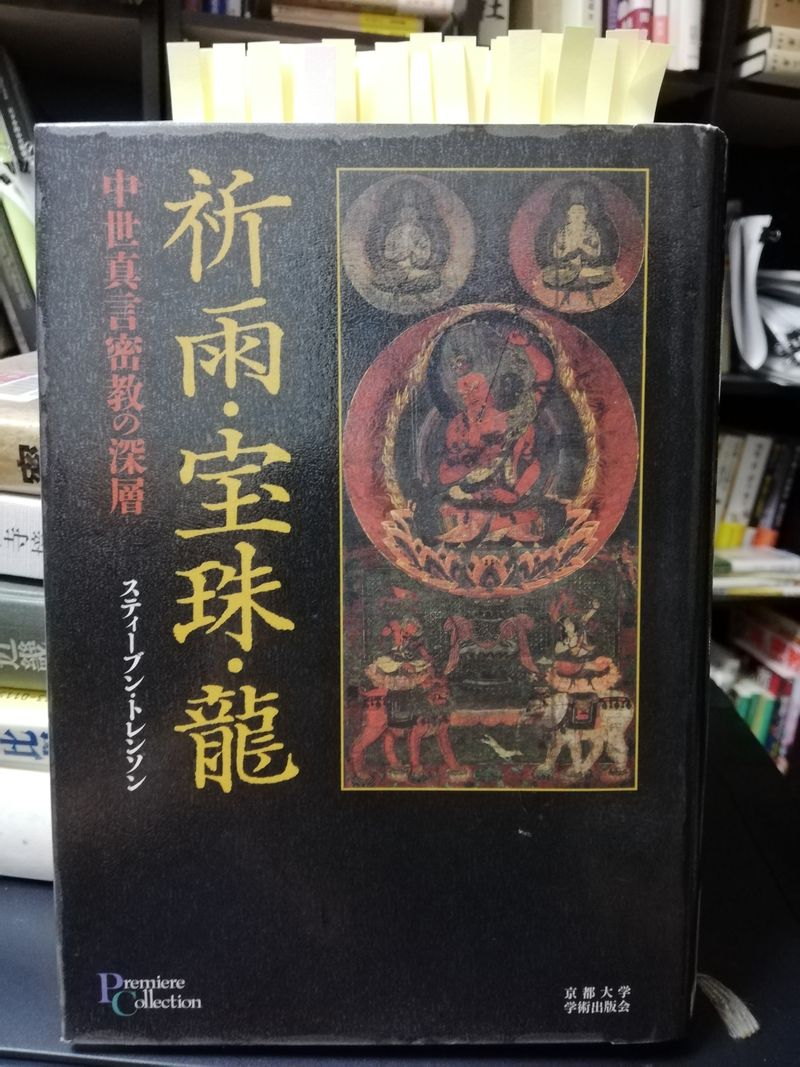 祈雨・宝珠・龍
中世真言密教の深層
スティーブン・トレンソン
Premiere
Collection
京都大学
学術出版会